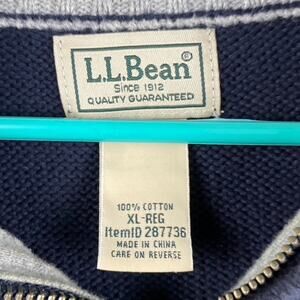 L.L.Bean®
Since 1912
QUALITY GUARANTEED
100% COTTON
XL-REG
ItemID 287736
MADE IN CHINA
CARE ON REVERSE